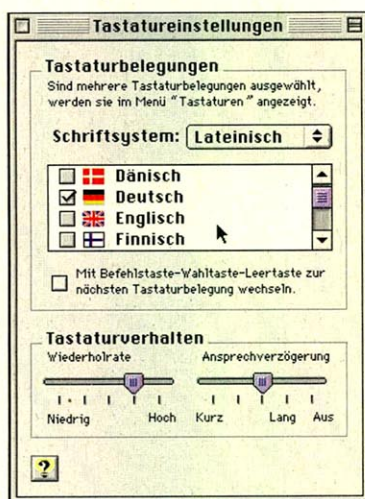 Tastatureinstellungen
Tastaturbelegungen
Sind mehrere Tastaturbelegungen ausgewählt,
werden sie im Menü “Tastaturen” angezeigt.
Schriftsystem: Lateinisch
Dänisch
Deutsch
Englisch
Finnisch
Mit Befehlstaste-Wahltaste-Leertaste zur
nächsten Tastaturbelegung wechseln.
Tastaturverhalten
Wiederholrate Ansprechverzögerung
Niedrig Hoch Kurz Lang Aus
?